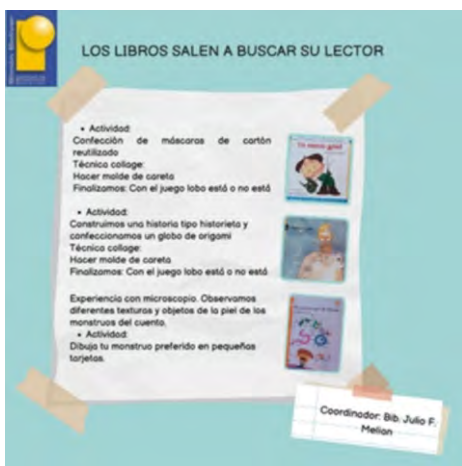 LOS LIBROS SALEN A BUSCAR SU LECTOR
• Actividad:
Confección de máscaras de cartón
reutilizado
Técnica collage:
Hacer molde de careta
Finalizamos: Con el juego lobo está o no está
• Actividad:
Construimos una historia tipo historieta y
confeccionamos un globo de origami
Técnica collage:
Hacer molde de careta
Finalizamos: Con el juego lobo está o no está
Experiencia con microscopio. Observamos
diferentes texturas y objetos de la piel de los
monstruos del cuento.
• Actividad:
Dibuja tu monstruo preferido en pequeñas
tarjetas.
Coordinador: Bib. Julio F.
Melian